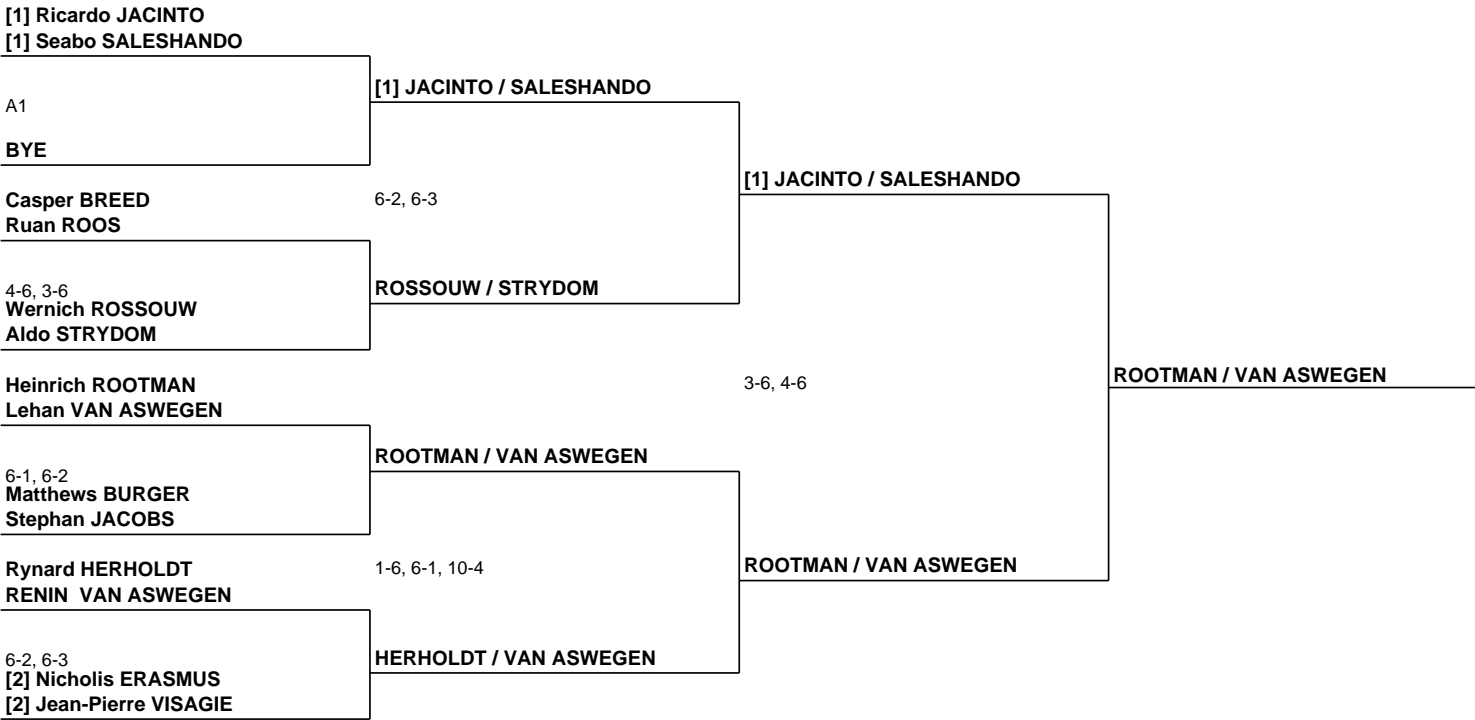 [1] Ricardo JACINTO
[1] Seabo SALESHANDO
A1
BYE
Casper BREED
Ruan ROOS
4-6, 3-6
Wernich ROSSOUW
Aldo STRYDOM
Heinrich ROOTMAN
Lehan VAN ASWEGEN
6-1, 6-2
Matthews BURGER
Stephan JACOBS
Rynard HERHOLDT
RENIN  VAN ASWEGEN
6-2, 6-3
[2] Nicholis ERASMUS
[2] Jean-Pierre VISAGIE
[1] JACINTO / SALESHANDO
6-2, 6-3
ROSSOUW / STRYDOM
ROOTMAN / VAN ASWEGEN
1-6, 6-1, 10-4
HERHOLDT / VAN ASWEGEN
[1] JACINTO / SALESHANDO
3-6, 4-6
ROOTMAN / VAN ASWEGEN
ROOTMAN / VAN ASWEGEN